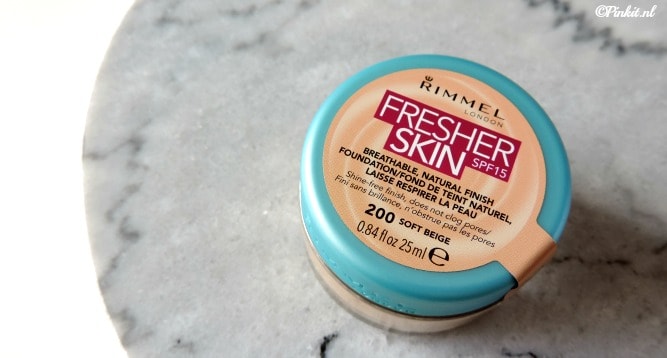 ©Pinkit.nl
RIMMEL
LONDON
FRESHER
SKIN SPF15
BREATHABLE, NATURAL FINISH
FOUNDATION/FOND DE TEINT NATUREL,
LAISSE RESPIRER LA PEAU
Shine-free finish, does not clog pores/
Fini sans brillance, n'obstrue pas les pores
200 SOFT BEIGE
0.84 fl oz 25 ml e